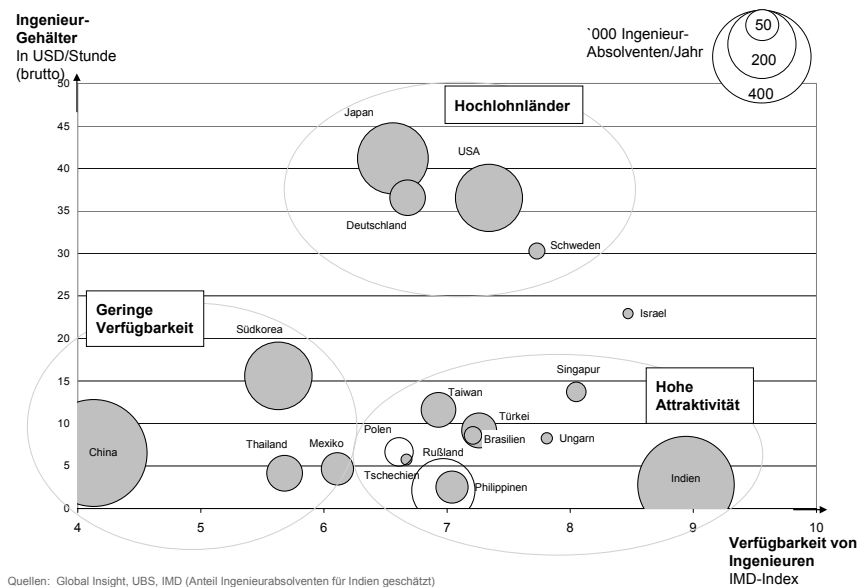 Ingenieur-
Gehälter
In USD/Stunde
(brutto)
`000 Ingenieur-
Absolventen/Jahr
50
200
400
50
45
40
35
30
25
20
15
10
5
0
Hochlohnländer
Japan
USA
Deutschland
Schweden
Israel
Geringe
Verfügbarkeit
Südkorea
Singapur
Hohe
Attraktivität
Taiwan
Türkei
Polen
Brasilien
Ungarn
China
Thailand
Mexiko
Rußland
Tschechien
Philippinen
Indien
4
5
6
7
8
9
10
Verfügbarkeit von
Ingenieuren
IMD-Index
Quellen: Global Insight, UBS, IMD (Anteil Ingenieurabsolventen für Indien geschätzt)